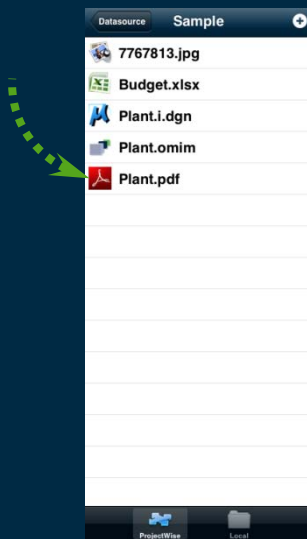 Datasource Sample
7767813.jpg
Budget.xlsx
Plant.i.dgn
Plant.omim
Plant.pdf
ProjectWise Local